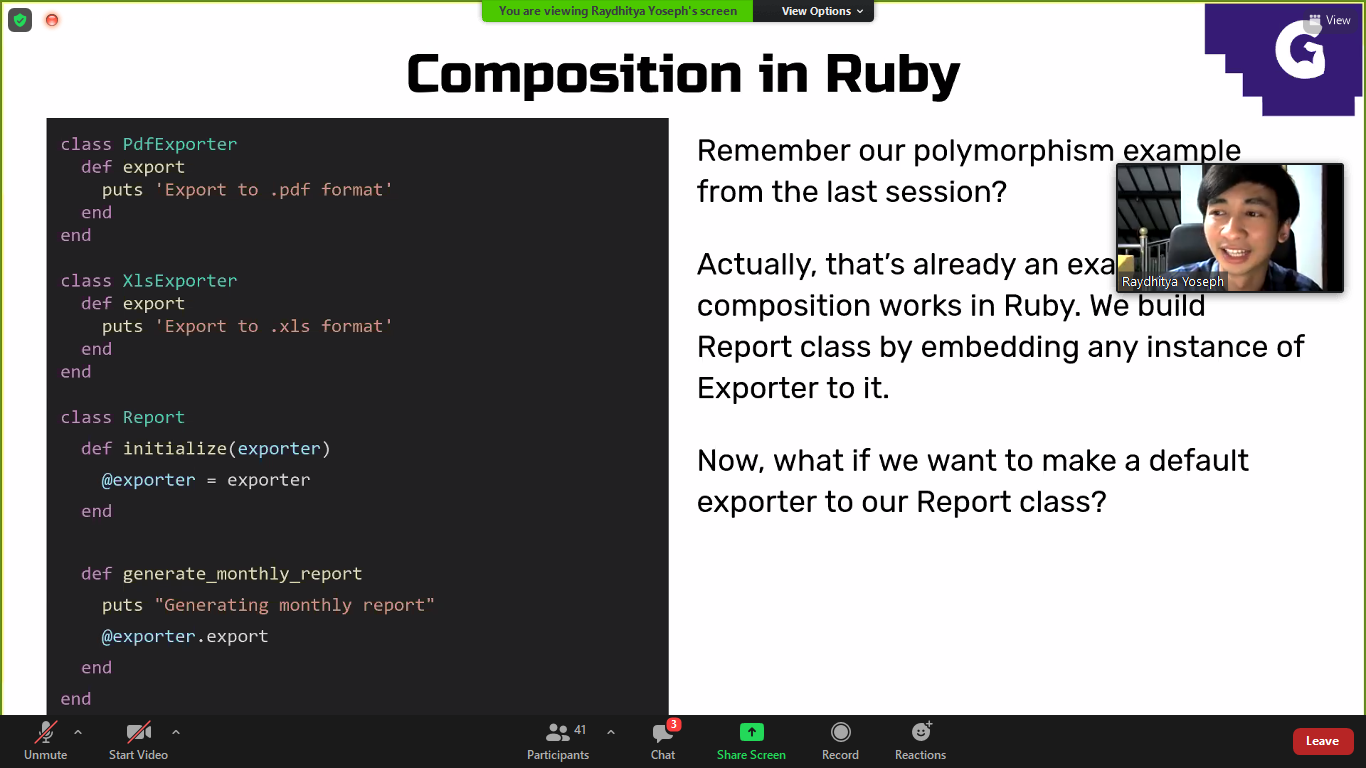 You are viewing Raydhitya Yoseph's screen
View Options
View
G
Composition in Ruby
class PdfExporter
  def export
    puts 'Export to .pdf format'
  end
end
class XlsExporter
  def export
    puts 'Export to .xls format'
  end
end
class Report
  def initialize(exporter)
    @exporter = exporter
  end
  def generate_monthly_report
    puts "Generating monthly report"
    @exporter.export
  end
end
Remember our polymorphism example
from the last session?
Actually, that’s already an exa
composition works in Ruby. We build
Report class by embedding any instance of
Exporter to it.
Now, what if we want to make a default
exporter to our Report class?
Raydhitya Yoseph
Unmute
Start Video
Participants
41
Chat
3
Share Screen
Record
Reactions
Leave